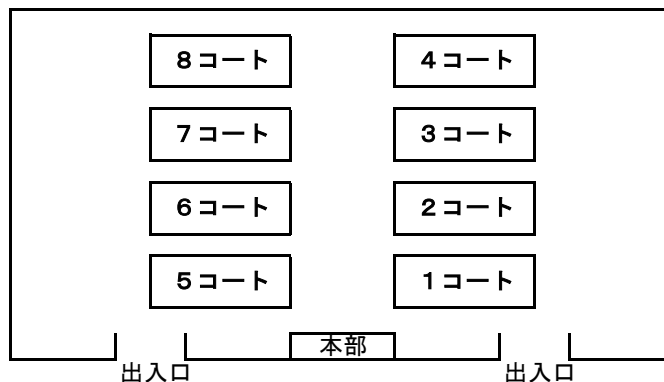 8コート 4コート
7コート 3コート
6コート 2コート
5コート 1コート
本部
出入口 出入口